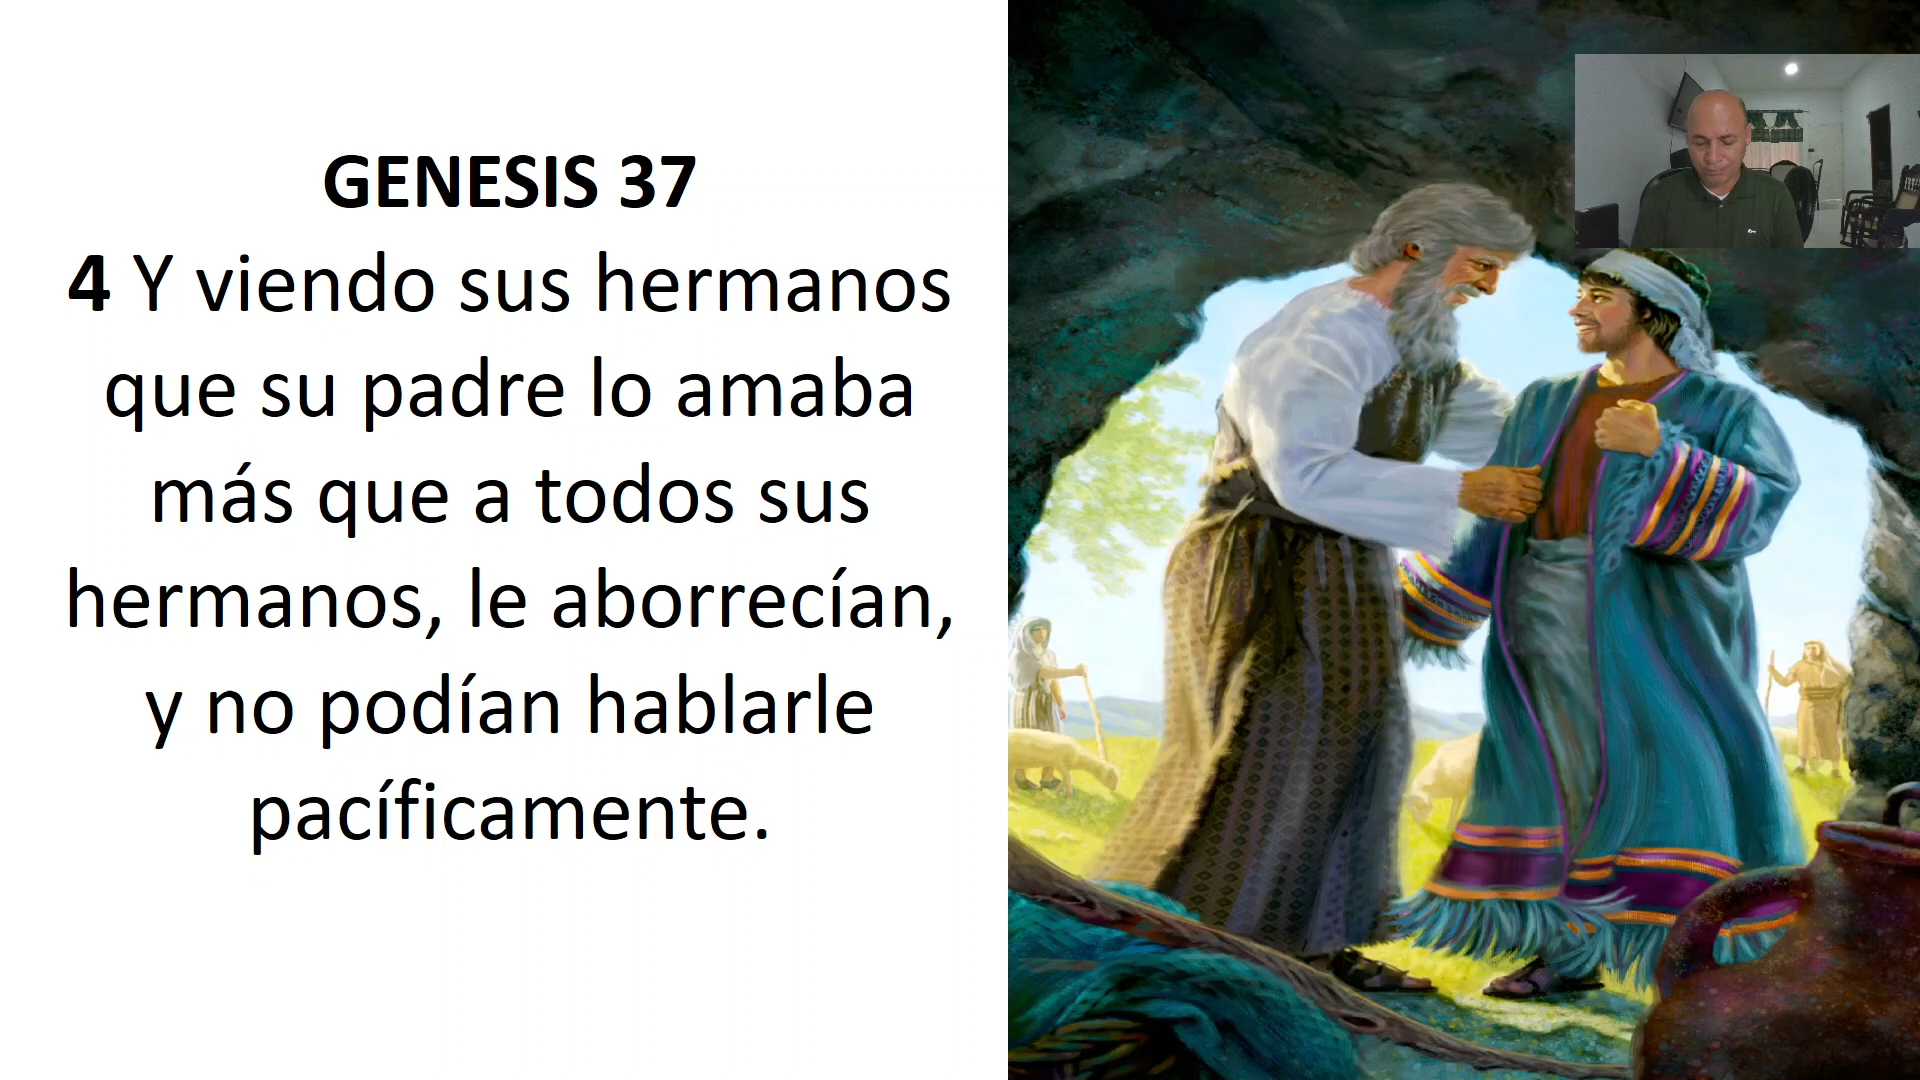 GENESIS 37
4 Y viendo sus hermanos
que su padre lo amaba
más que a todos sus
hermanos, le aborrecían,
y no podían hablarle
pacíficamente.